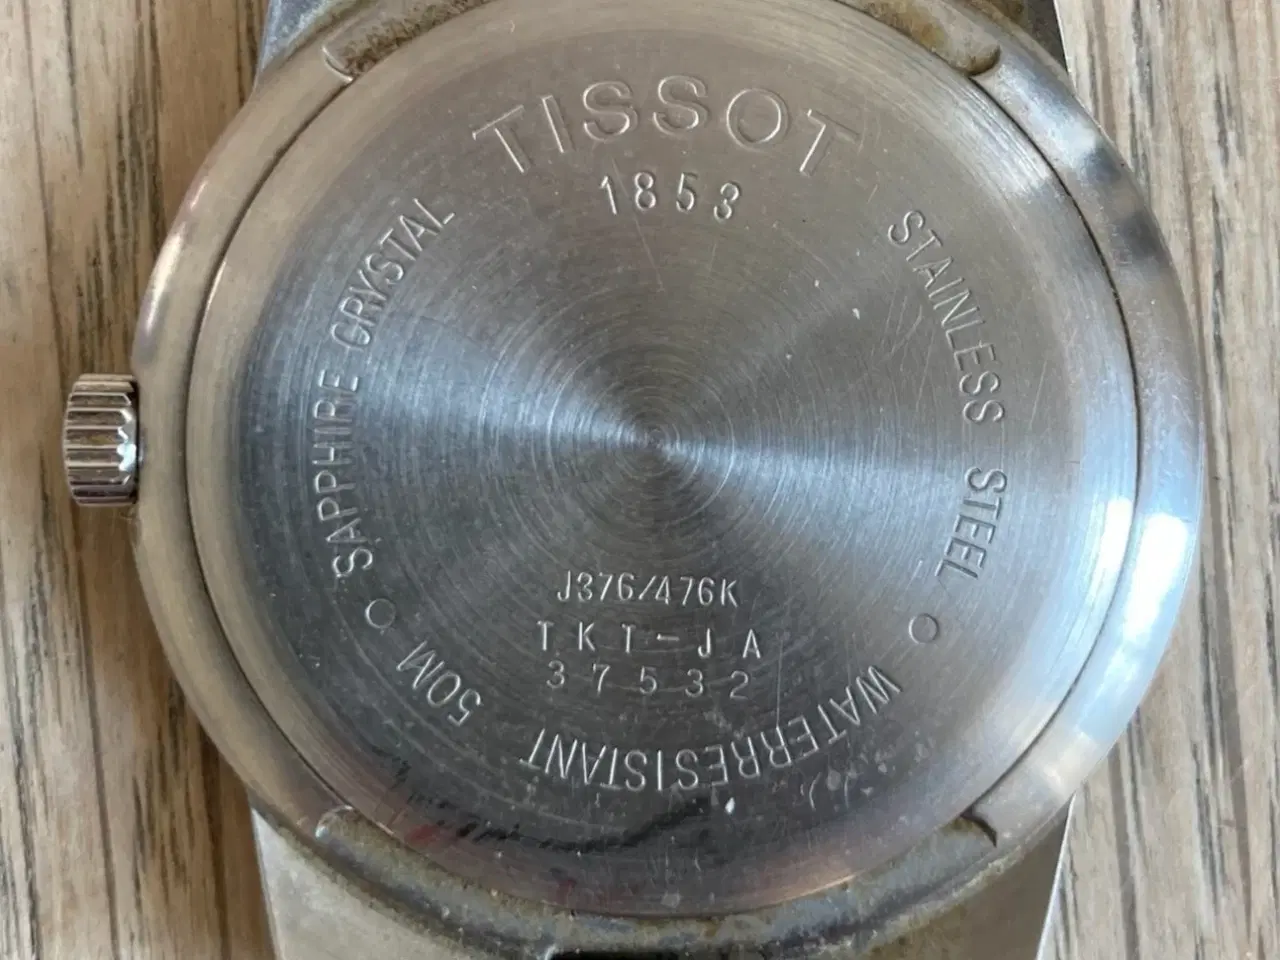 TISSOT
1853
STAINLESS STEEL
WATERRESISTANT
50M
SAPPHIRE CRYSTAL
J376/476K
TKT-JA
37532